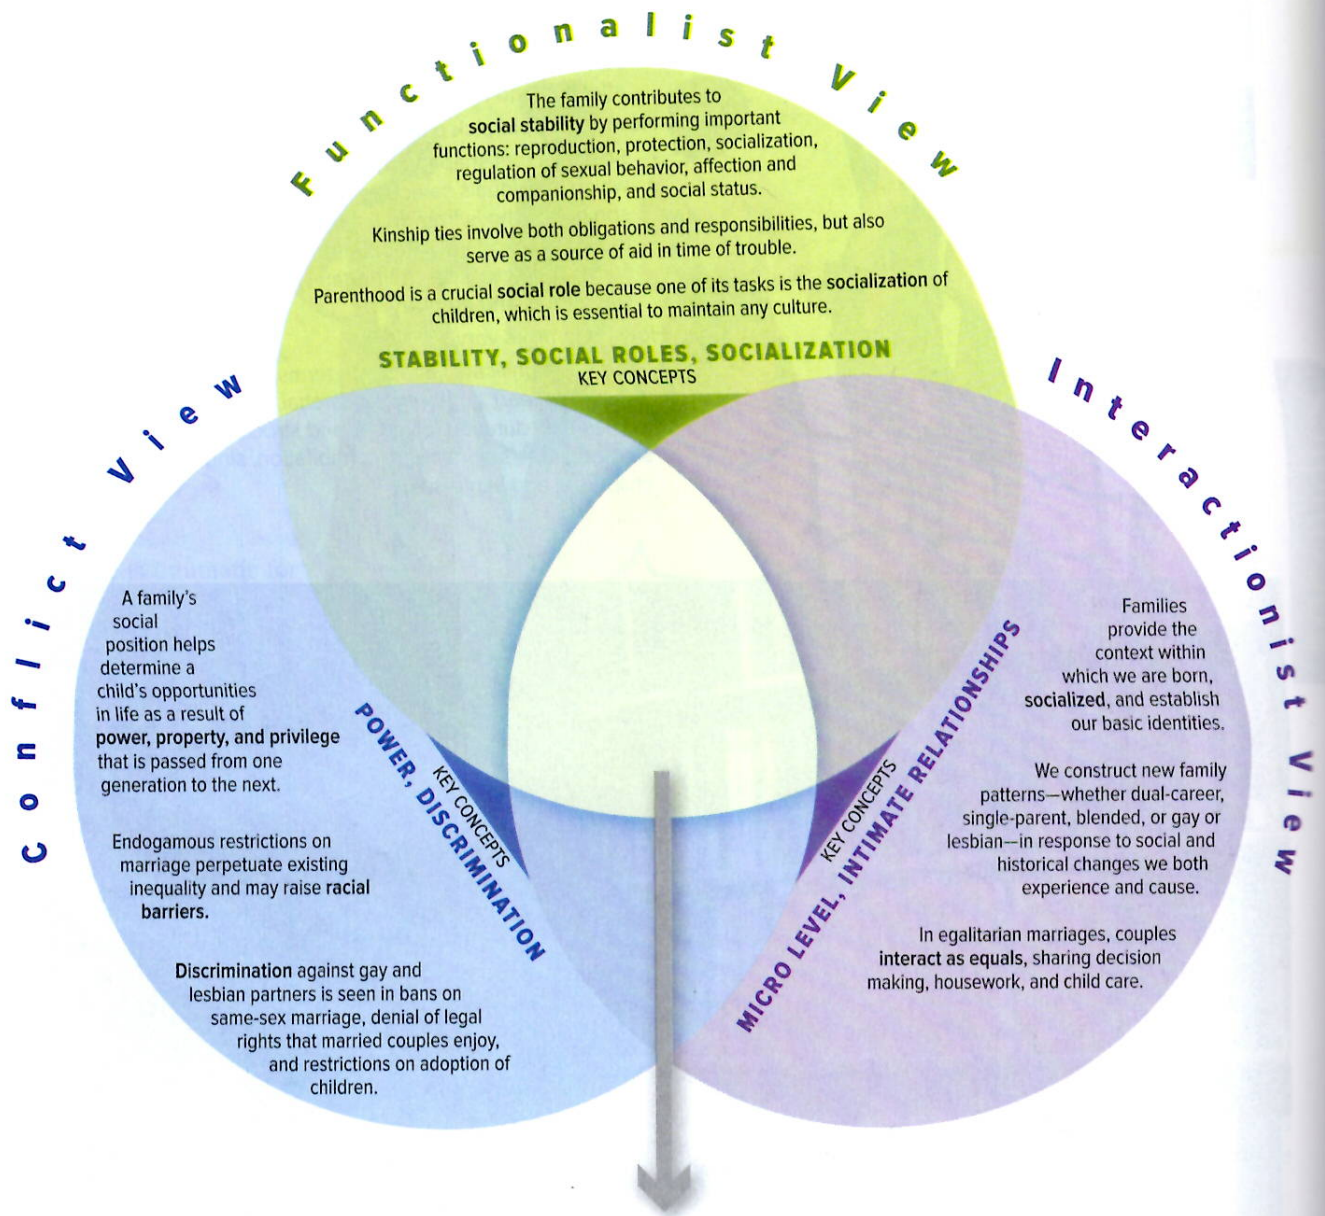 Functionalist View
The family contributes to
social stability by performing important
functions: reproduction, protection, socialization,
regulation of sexual behavior, affection and
companionship, and social status.
Kinship ties involve both obligations and responsibilities, but also
serve as a source of aid in time of trouble.
Parenthood is a crucial social role because one of its tasks is the socialization of
children, which is essential to maintain any culture.
STABILITY, SOCIAL ROLES, SOCIALIZATION
KEY CONCEPTS
Conflict View
A family's
social
position helps
determine a
child's opportunities
in life as a result of
power, property, and privilege
that is passed from one
generation to the next.
Endogamous restrictions on
marriage perpetuate existing
inequality and may raise racial
barriers.
Discrimination against gay and
lesbian partners is seen in bans on
same-sex marriage, denial of legal
rights that married couples enjoy,
and restrictions on adoption of
children.
POWER, DISCRIMINATION
KEY CONCEPTS
Interactionist View
Families
provide the
context within
which we are born,
socialized, and establish
our basic identities.
We construct new family
patterns—whether dual-career,
single-parent, blended, or gay or
lesbian—in response to social and
historical changes we both
experience and cause.
In egalitarian marriages, couples
interact as equals, sharing decision
making, housework, and child care.
MICRO LEVEL, INTIMATE RELATIONSHIPS
KEY CONCEPTS